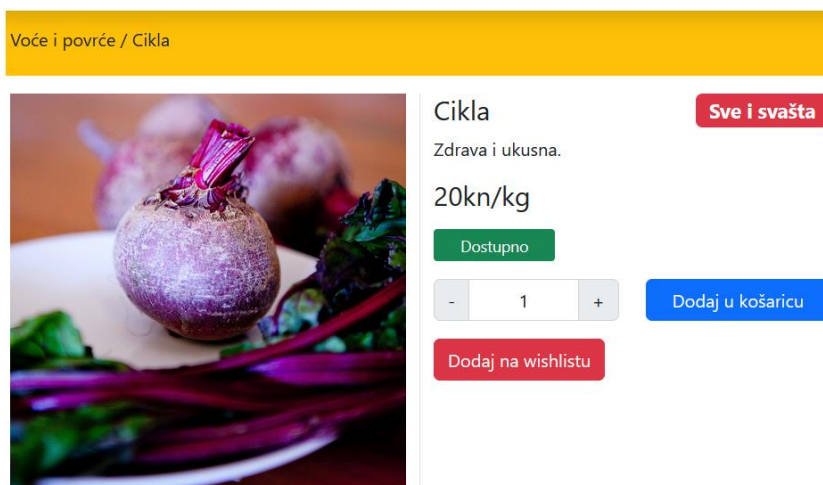 Voće i povrće / Cikla
Cikla
Sve i svašta
Zdrava i ukusna.
20kn/kg
Dostupno
- 1 +
Dodaj u košaricu
Dodaj na wishlistu